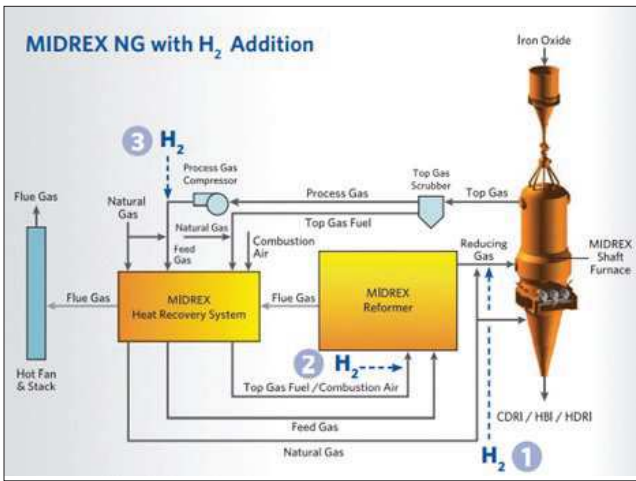 MIDREX NG with H₂ Addition
Iron Oxide
3 H₂
Process Gas
Compressor
Top Gas
Scrubber
Flue Gas
Natural
Gas
Process Gas
Top Gas
Natural Gas
Top Gas Fuel
Feed
Gas
Combustion
Air
Reducing
Gas
MIDREX
Shaft
Furnace
Flue Gas
MIDREX
Heat Recovery System
Flue Gas
MIDREX
Reformer
2 H₂
Hot Fan
& Stack
Top Gas Fuel /Combustion Air
CDRI / HBI / HDRI
Feed Gas
Natural Gas
H₂ 1